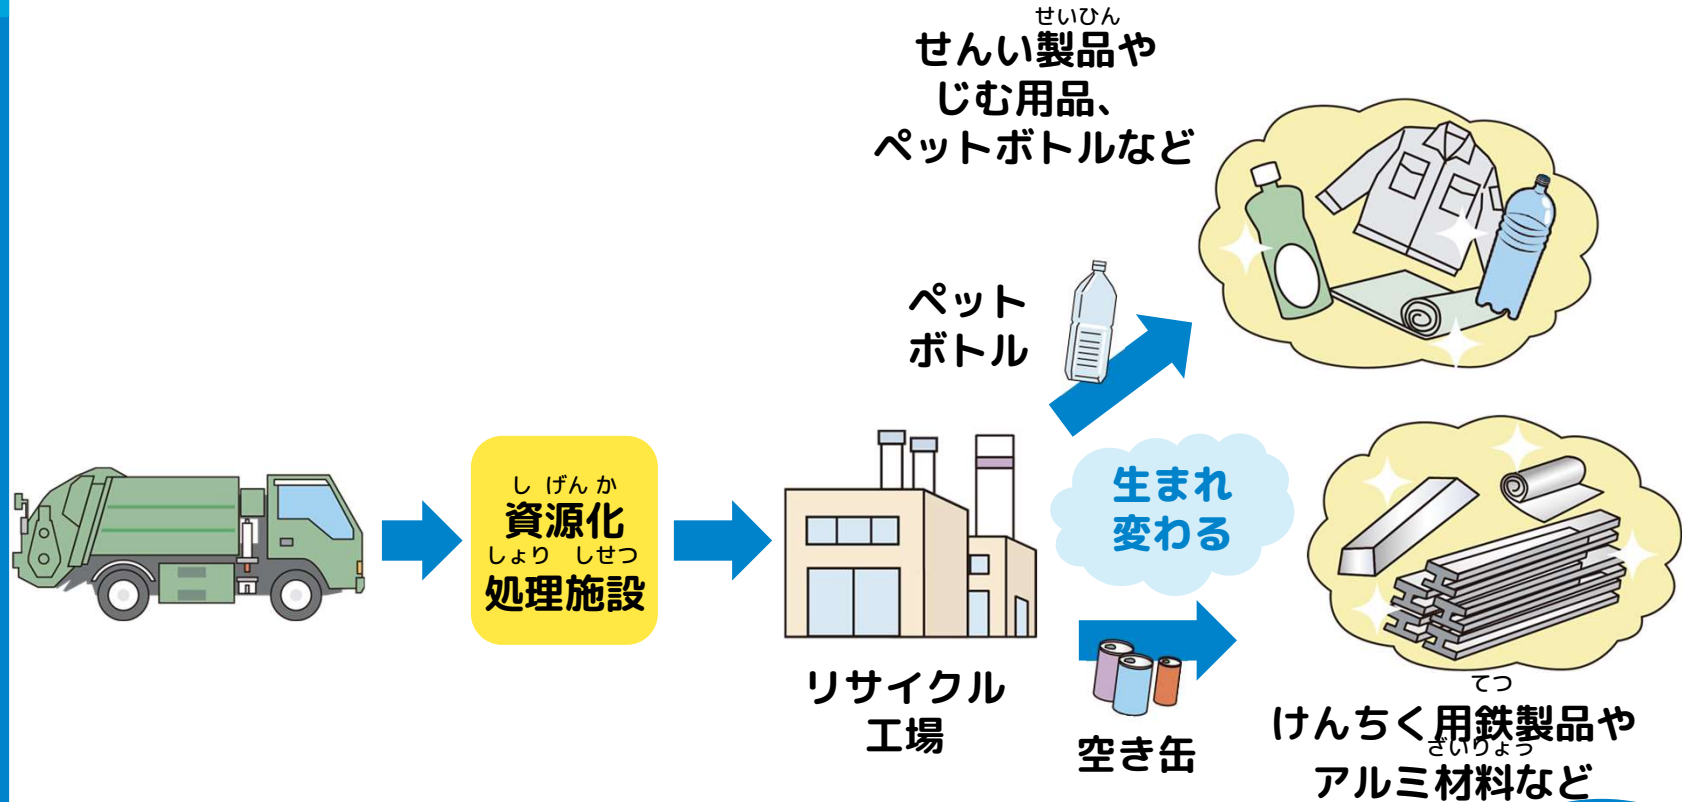 せいひん
せんい製品や
じむ用品、
ペットボトルなど
ペット
ボトル
しげんか
資源化
しょり しせつ
処理施設
リサイクル
工場
生まれ
変わる
空き缶
てつ
けんちく用鉄製品や
ざいりょう
アルミ材料など